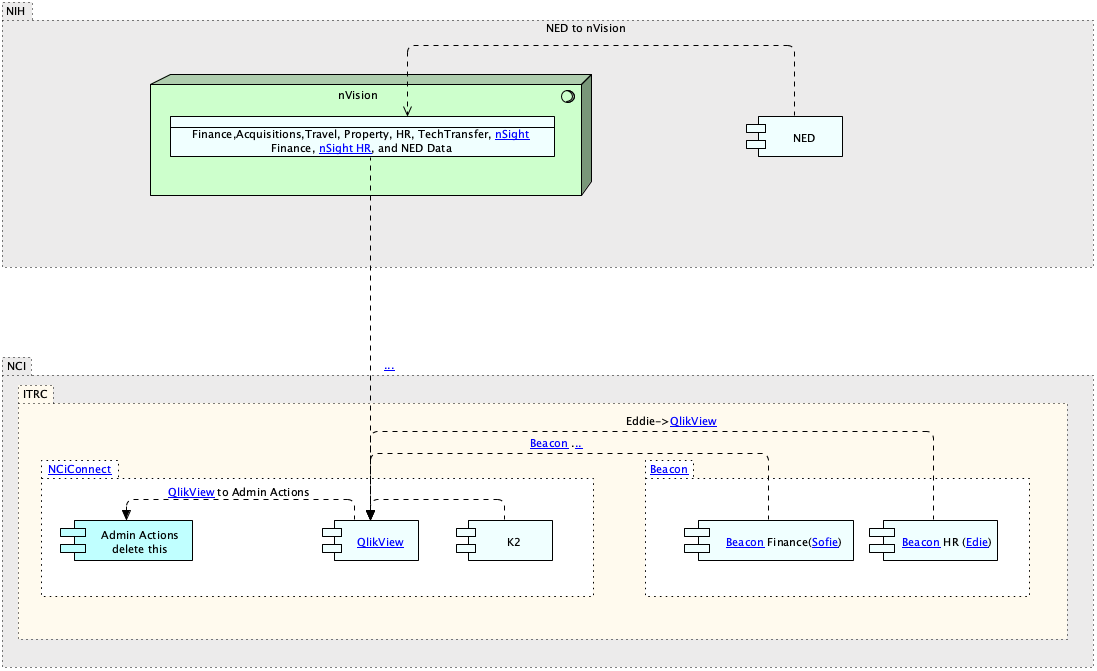 NIH
NED to nVision
nVision
Finance,Acquisitions,Travel, Property, HR, TechTransfer, nSight
Finance, nSight HR, and NED Data
NED
NCI
...
ITRC
Eddie->QlikView
Beacon ...
NCiConnect
Beacon
QlikView to Admin Actions
Admin Actions
delete this
QlikView
K2
Beacon Finance(Sofie)
Beacon HR (Edie)